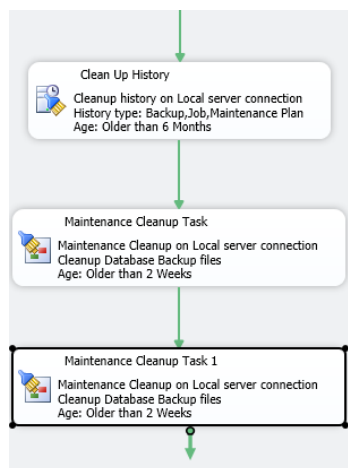 Clean Up History
Cleanup history on Local server connection
History type: Backup,Job,Maintenance Plan
Age: Older than 6 Months
Maintenance Cleanup Task
Maintenance Cleanup on Local server connection
Cleanup Database Backup files
Age: Older than 2 Weeks
Maintenance Cleanup Task 1
Maintenance Cleanup on Local server connection
Cleanup Database Backup files
Age: Older than 2 Weeks